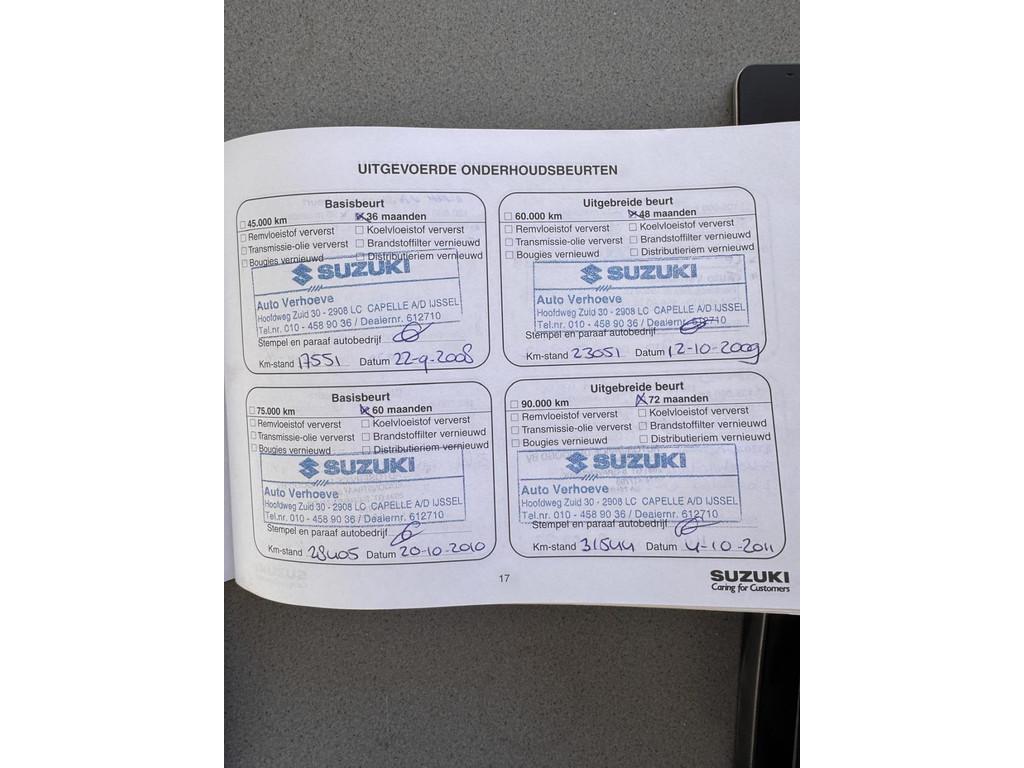 UITGEVOERDE ONDERHOUDSBEURTEN
Basisbeurt
45.000 km 36 maanden
Remvloeistof ververst Koelvloeistof ververst
Transmissie-olie ververst Brandstoffilter vernieuwd
Bougies vernieuwd Distributieriem vernieuwd
SUZUKI
Auto Verhoeve
Hoofdweg Zuid 30 - 2908 LC CAPELLE A/D IJSSEL
Tel.nr. 010 - 458 90 36 / Dealernr. 612710
Stempel en paraaf autobedrijf
Km-stand 17551 Datum 22-9-2008
Uitgebreide beurt
60.000 km 48 maanden
Remvloeistof ververst Koelvloeistof ververst
Transmissie-olie ververst Brandstoffilter vernieuwd
Bougies vernieuwd Distributieriem vernieuwd
SUZUKI
Auto Verhoeve
Hoofdweg Zuid 30 - 2908 LC CAPELLE A/D IJSSEL
Tel.nr. 010 - 458 90 36 / Dealernr. 612710
Stempel en paraaf autobedrijf
Km-stand 23051 Datum 12-10-2009
Basisbeurt
75.000 km 60 maanden
Remvloeistof ververst Koelvloeistof ververst
Transmissie-olie ververst Brandstoffilter vernieuwd
Bougies vernieuwd Distributieriem vernieuwd
SUZUKI
Auto Verhoeve
Hoofdweg Zuid 30 - 2908 LC CAPELLE A/D IJSSEL
Tel.nr. 010 - 458 90 36 / Dealernr. 612710
Stempel en paraaf autobedrijf
Km-stand 28405 Datum 20-10-2010
Uitgebreide beurt
90.000 km 72 maanden
Remvloeistof ververst Koelvloeistof ververst
Transmissie-olie ververst Brandstoffilter vernieuwd
Bougies vernieuwd Distributieriem vernieuwd
SUZUKI
Auto Verhoeve
Hoofdweg Zuid 30 - 2908 LC CAPELLE A/D IJSSEL
Tel.nr. 010 - 458 90 36 / Dealernr. 612710
Stempel en paraaf autobedrijf
Km-stand 31544 Datum 4-10-2011
17
SUZUKI
Caring for Customers